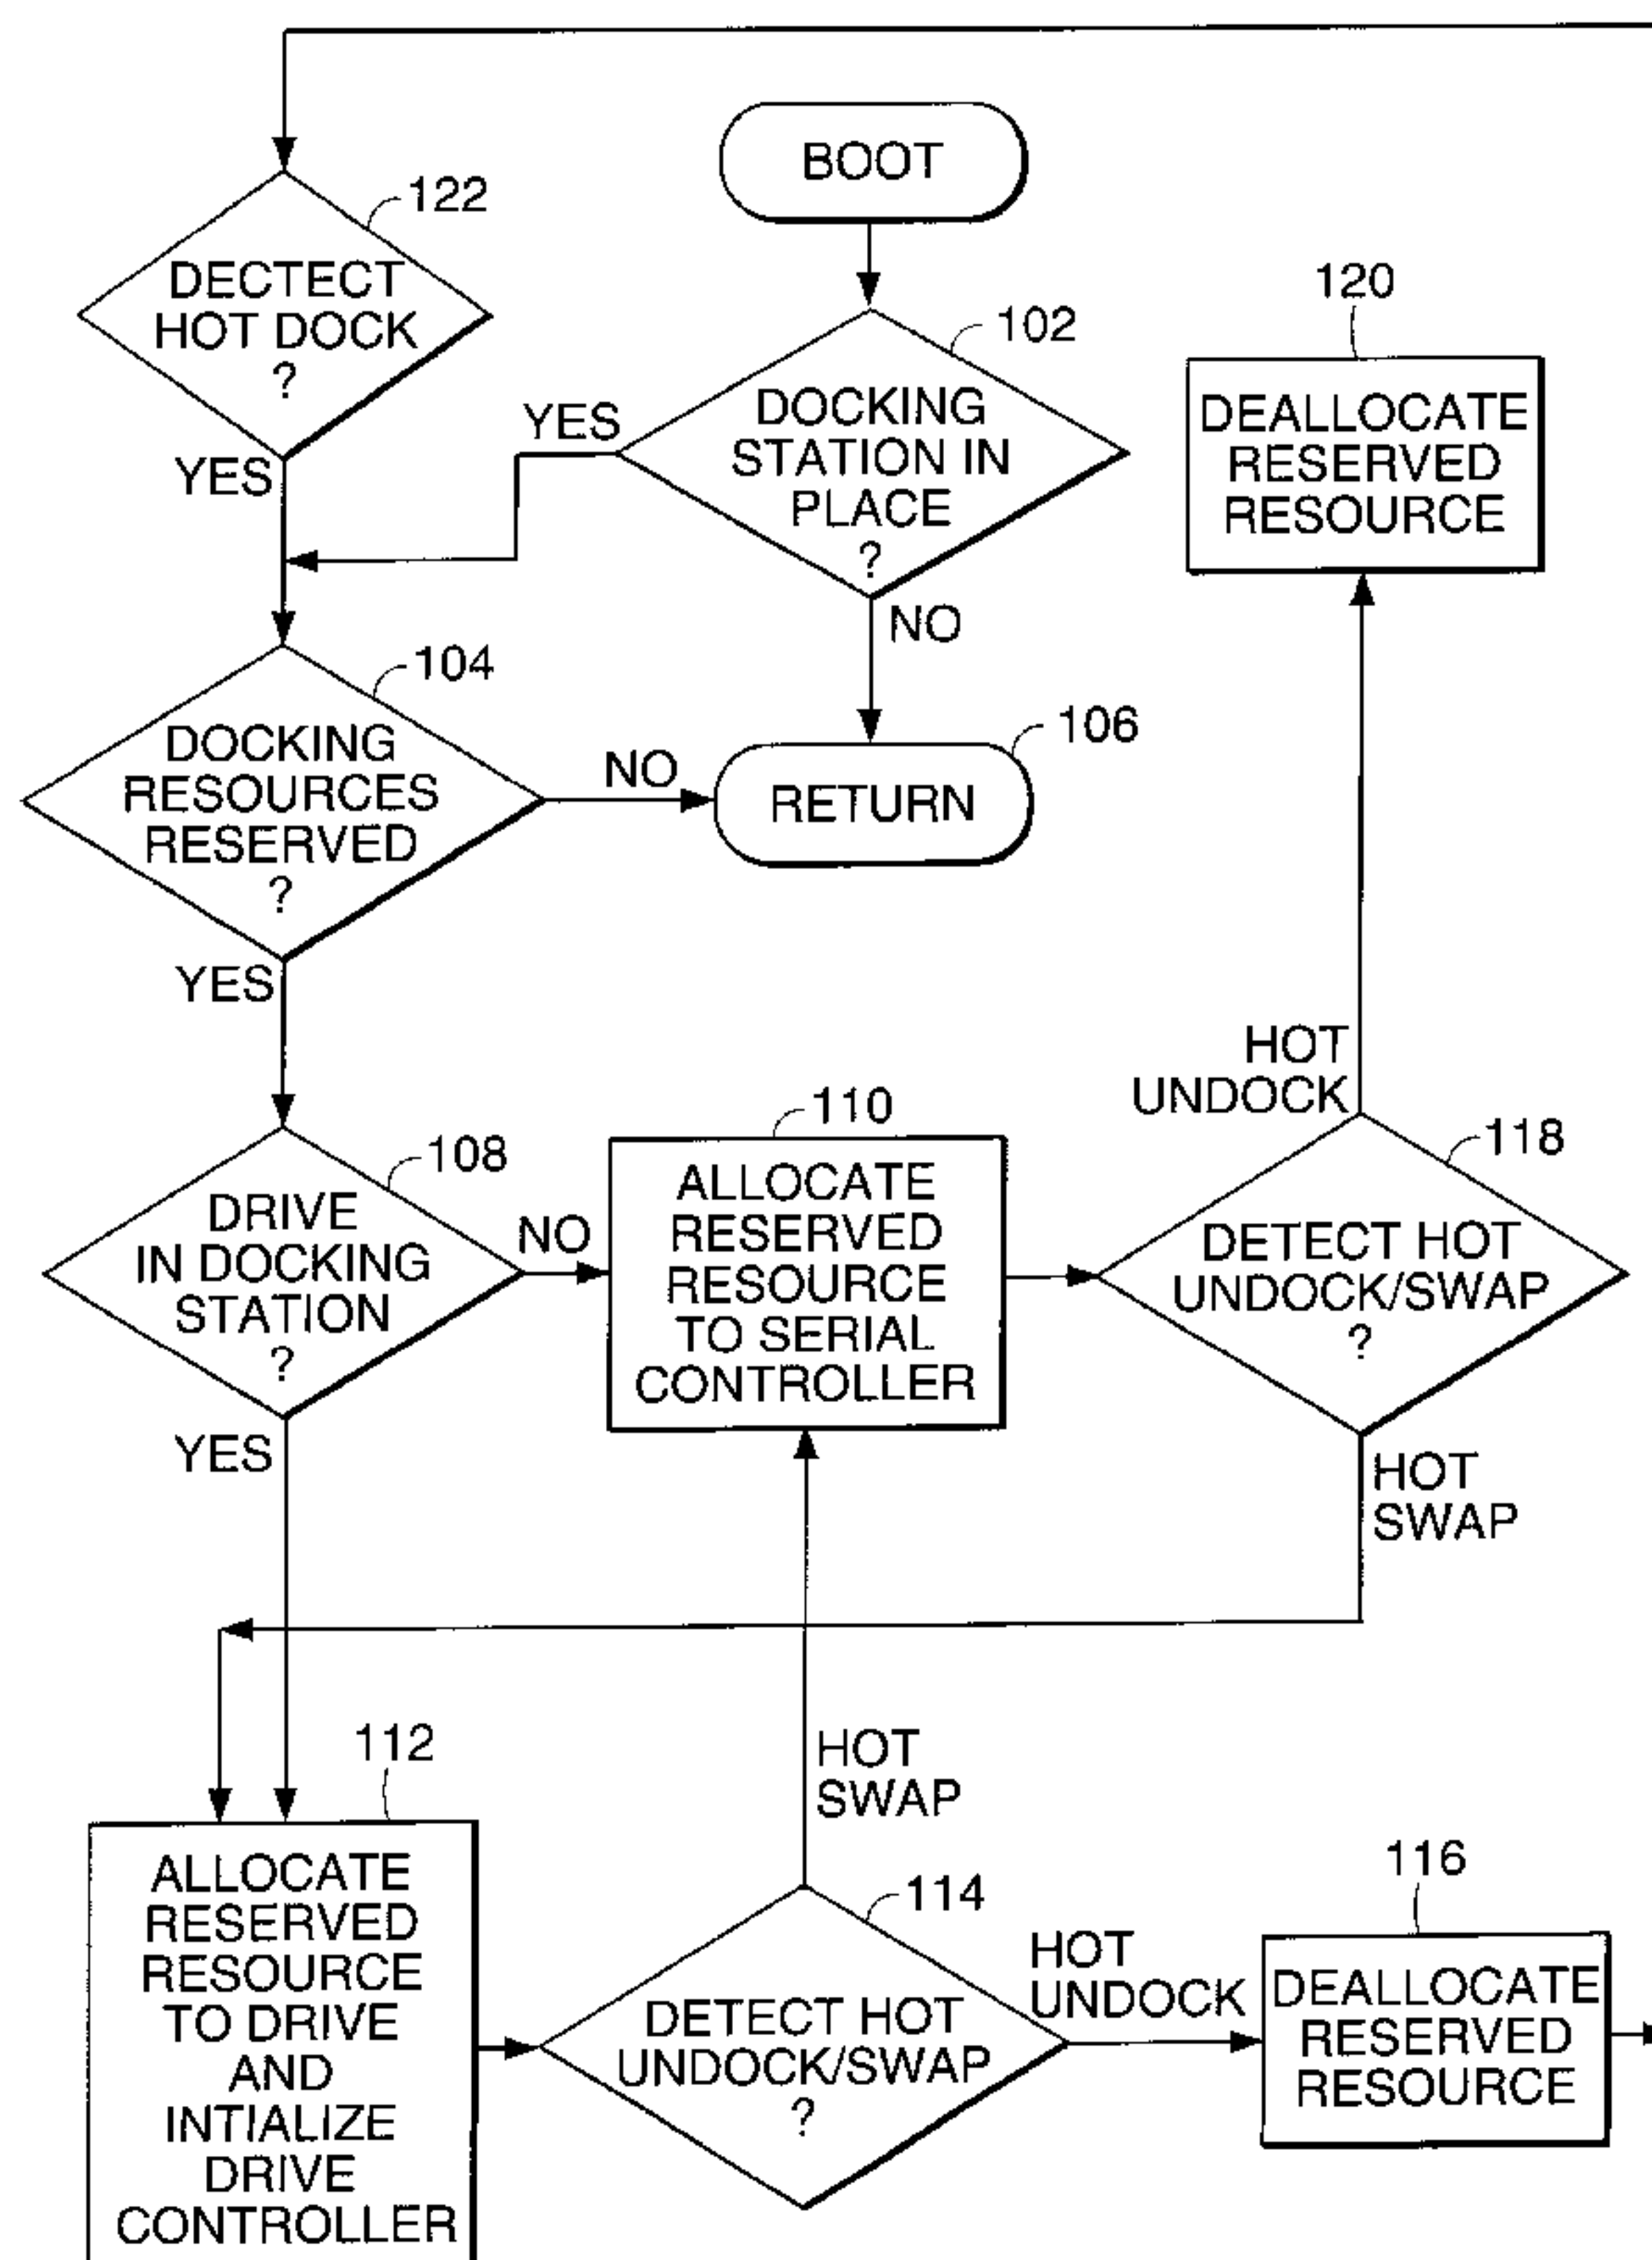 BOOT
122
DECTECT
HOT DOCK
?
YES
102
DOCKING
STATION IN
PLACE
?
YES
NO
120
DEALLOCATE
RESERVED
RESOURCE
104
DOCKING
RESOURCES
RESERVED
?
NO
YES
106
RETURN
108
DRIVE
IN DOCKING
STATION
?
NO
YES
110
ALLOCATE
RESERVED
RESOURCE
TO SERIAL
CONTROLLER
HOT
UNDOCK
118
DETECT HOT
UNDOCK/SWAP
?
HOT
SWAP
112
ALLOCATE
RESERVED
RESOURCE
TO DRIVE
AND
INTIALIZE
DRIVE
CONTROLLER
HOT
SWAP
114
DETECT HOT
UNDOCK/SWAP
?
HOT
UNDOCK
116
DEALLOCATE
RESERVED
RESOURCE